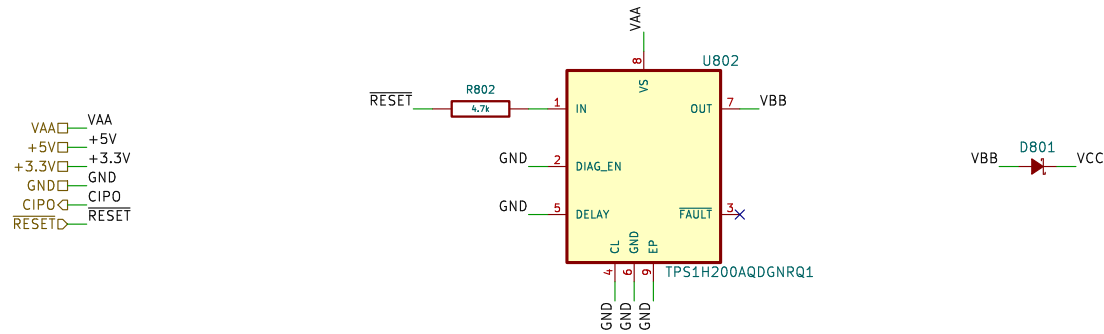 VAA
8
U802
VS
R802
4.7k
RESET
1
IN
OUT
7
VBB
VAA
VAA
+5V
+5V
+3.3V
+3.3V
GND
GND
CIPO
CIPO
RESET
RESET
GND
2
DIAG_EN
GND
5
DELAY
FAULT
3
CL
GND
EP
4
6
9
TPS1H200AQDGNRQ1
GND
GND
GND
D801
VBB
VCC